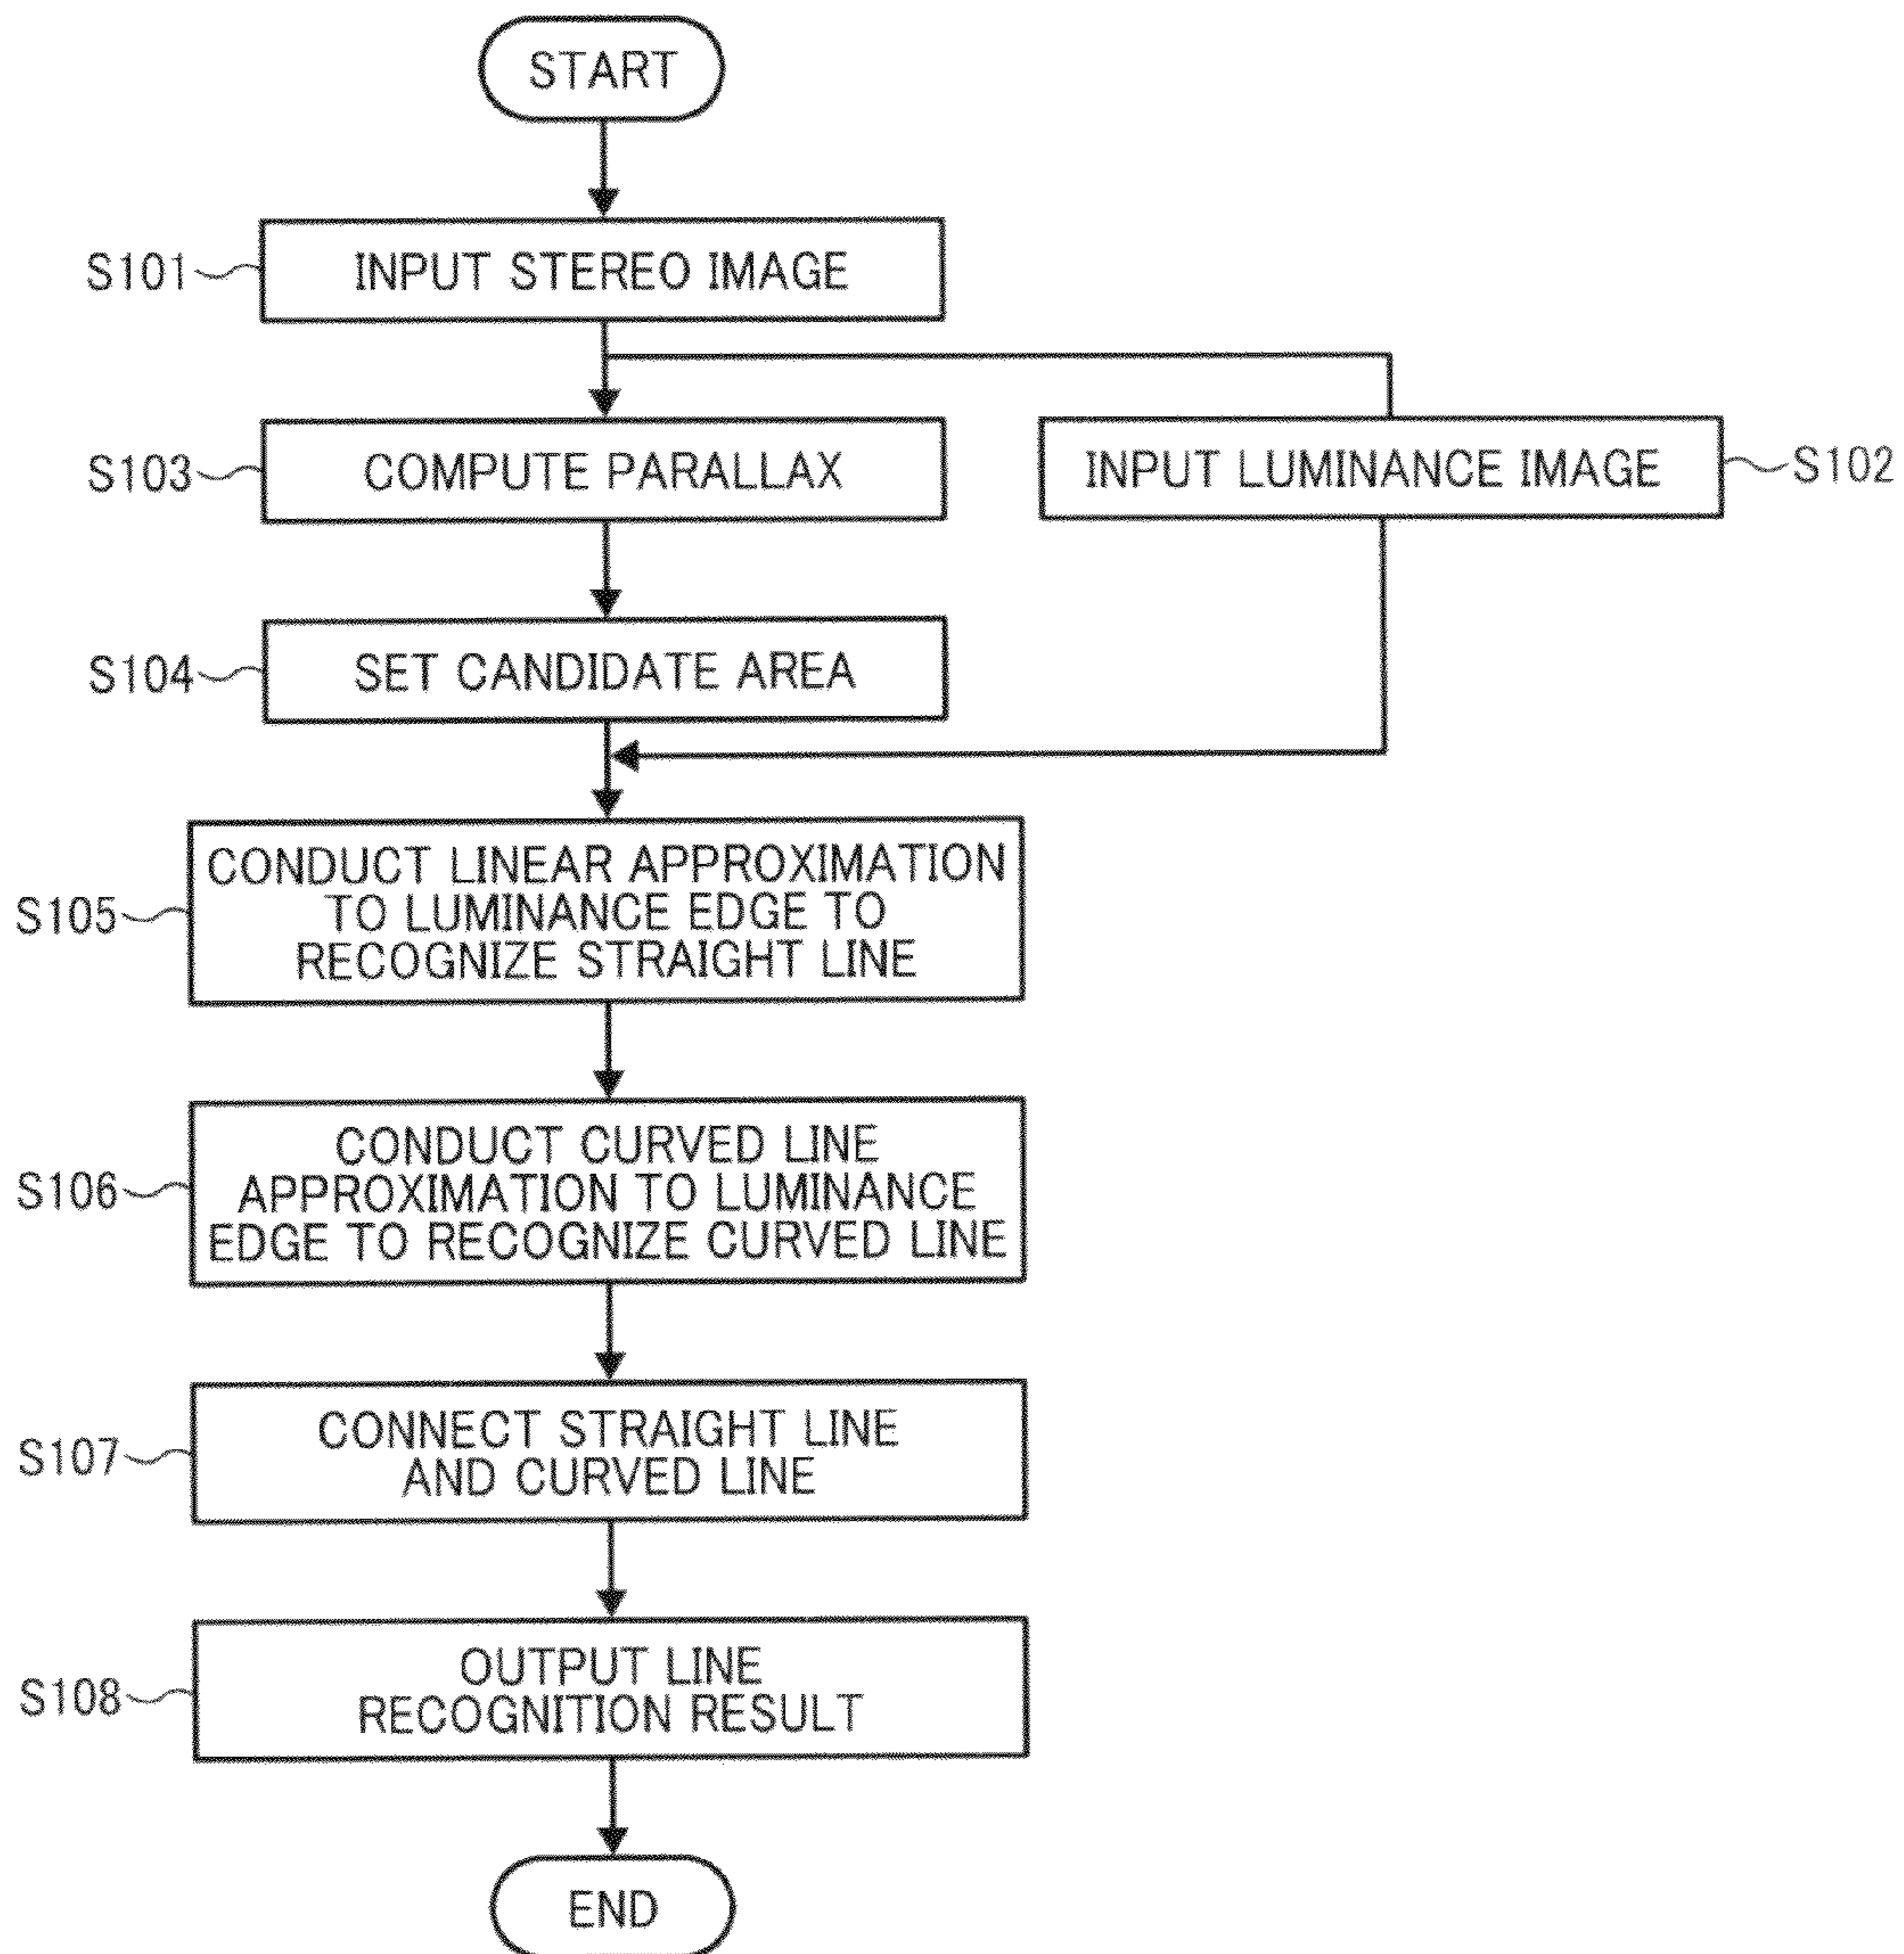 START
S101
INPUT STEREO IMAGE
S103
COMPUTE PARALLAX
INPUT LUMINANCE IMAGE
S102
S104
SET CANDIDATE AREA
S105
CONDUCT LINEAR APPROXIMATION
TO LUMINANCE EDGE TO
RECOGNIZE STRAIGHT LINE
S106
CONDUCT CURVED LINE
APPROXIMATION TO LUMINANCE
EDGE TO RECOGNIZE CURVED LINE
S107
CONNECT STRAIGHT LINE
AND CURVED LINE
S108
OUTPUT LINE
RECOGNITION RESULT
END